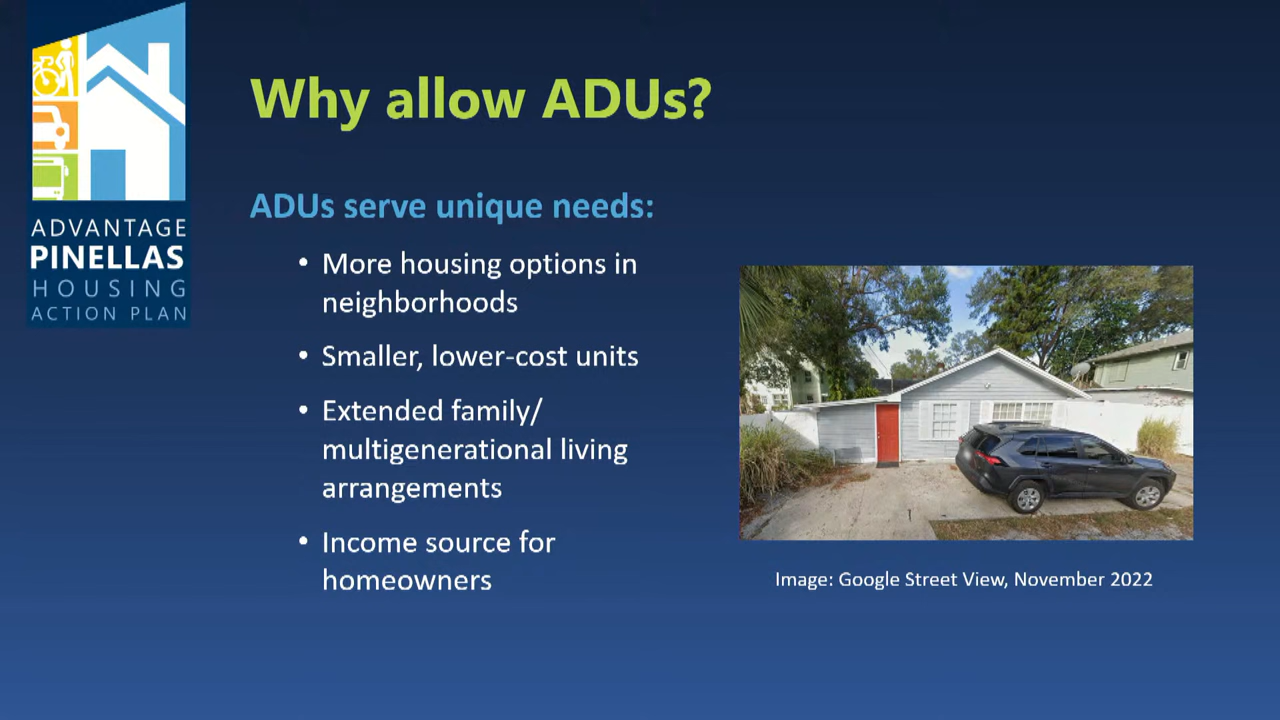 ADVANTAGE
PINELLAS
HOUSING
ACTION PLAN
Why allow ADUs?
ADUs serve unique needs:
• More housing options in
neighborhoods
• Smaller, lower-cost units
• Extended family/
multigenerational living
arrangements
• Income source for
homeowners
Image: Google Street View, November 2022